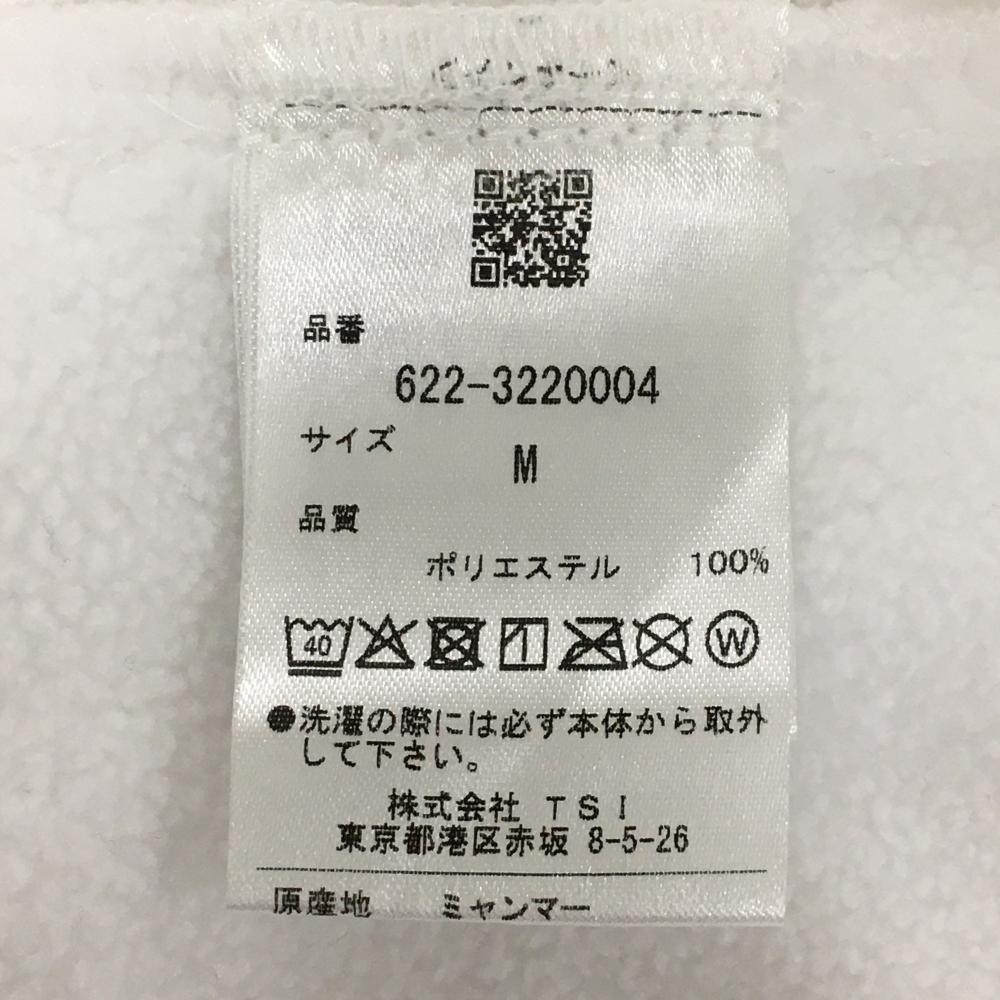 品番
622-3220004
サイズ
M
品質
ポリエステル 100%
40
W
●洗濯の際には必ず本体から取外
して下さい。
株式会社 TSI
東京都港区赤坂 8-5-26
原産地 ミャンマー